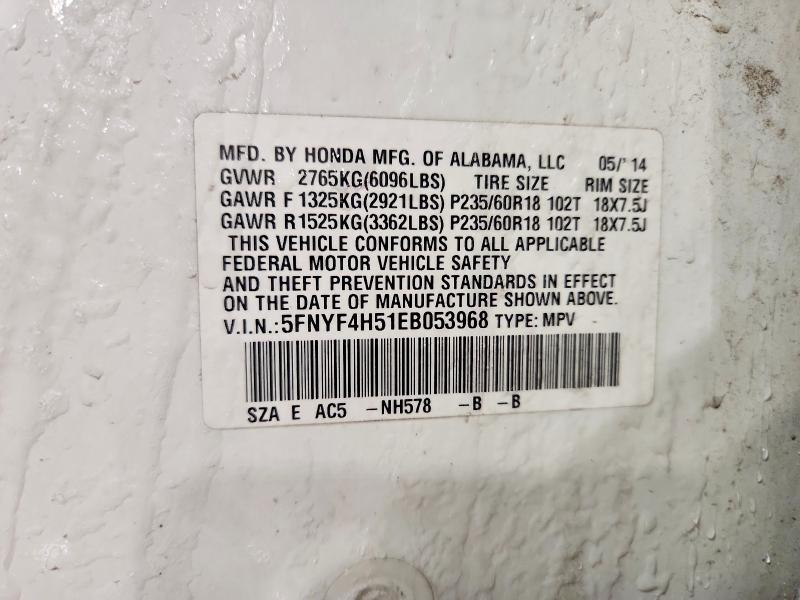 MFD. BY HONDA MFG. OF ALABAMA, LLC 05/'14
GVWR 2765KG(6096LBS) TIRE SIZE RIM SIZE
GAWR F 1325KG(2921LBS) P235/60R18 102T 18X7.5J
GAWR R 1525KG(3362LBS) P235/60R18 102T 18X7.5J
THIS VEHICLE CONFORMS TO ALL APPLICABLE
FEDERAL MOTOR VEHICLE SAFETY
AND THEFT PREVENTION STANDARDS IN EFFECT
ON THE DATE OF MANUFACTURE SHOWN ABOVE.
V.I.N.: 5FNYF4H51EB053968 TYPE: MPV
SZA E AC5 -NH578 -B -B